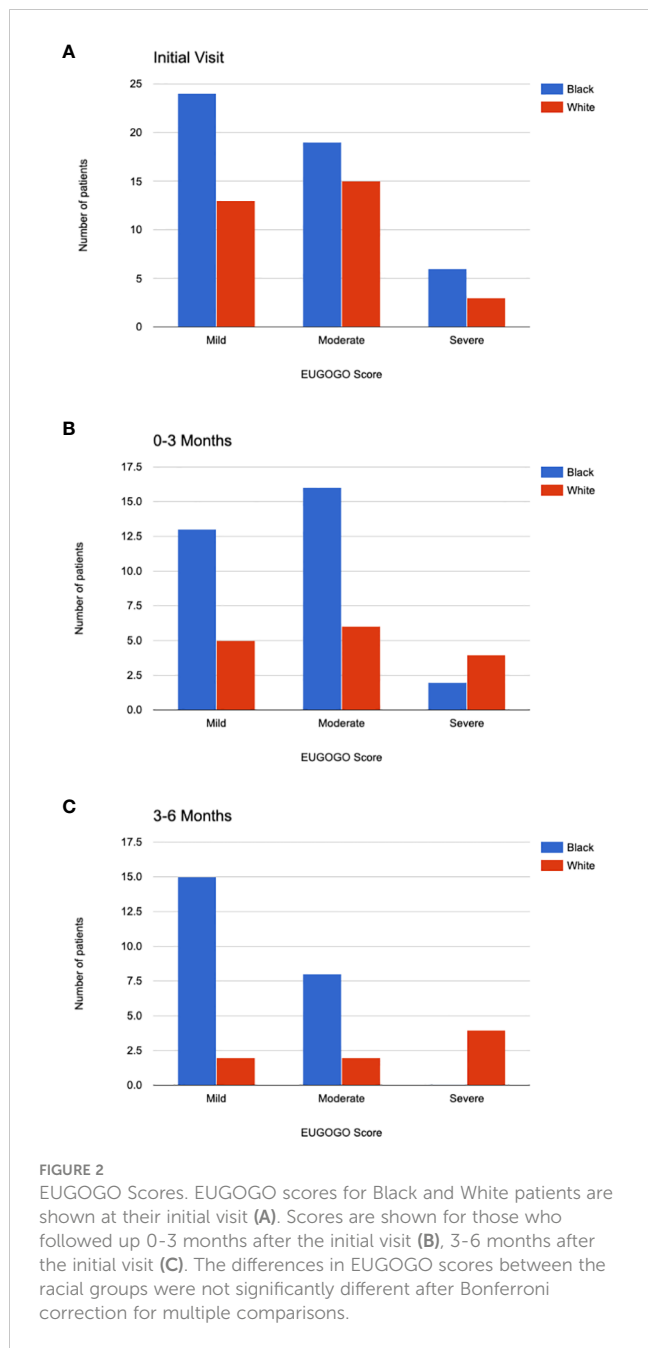 A
Initial Visit
25
20
15
10
5
0
Number of patients
Mild
Moderate
Severe
EUGOGO Score
Black
White
B
0-3 Months
17.5
15.0
12.5
10.0
7.5
5.0
2.5
0.0
Number of patients
Mild
Moderate
Severe
EUGOGO Score
Black
White
C
3-6 Months
17.5
15.0
12.5
10.0
7.5
5.0
2.5
0.0
Number of patients
Mild
Moderate
Severe
EUGOGO Score
Black
White
FIGURE 2
EUGOGO Scores. EUGOGO scores for Black and White patients are
shown at their initial visit (A). Scores are shown for those who
followed up 0-3 months after the initial visit (B), 3-6 months after
the initial visit (C). The differences in EUGOGO scores between the
racial groups were not significantly different after Bonferroni
correction for multiple comparisons.